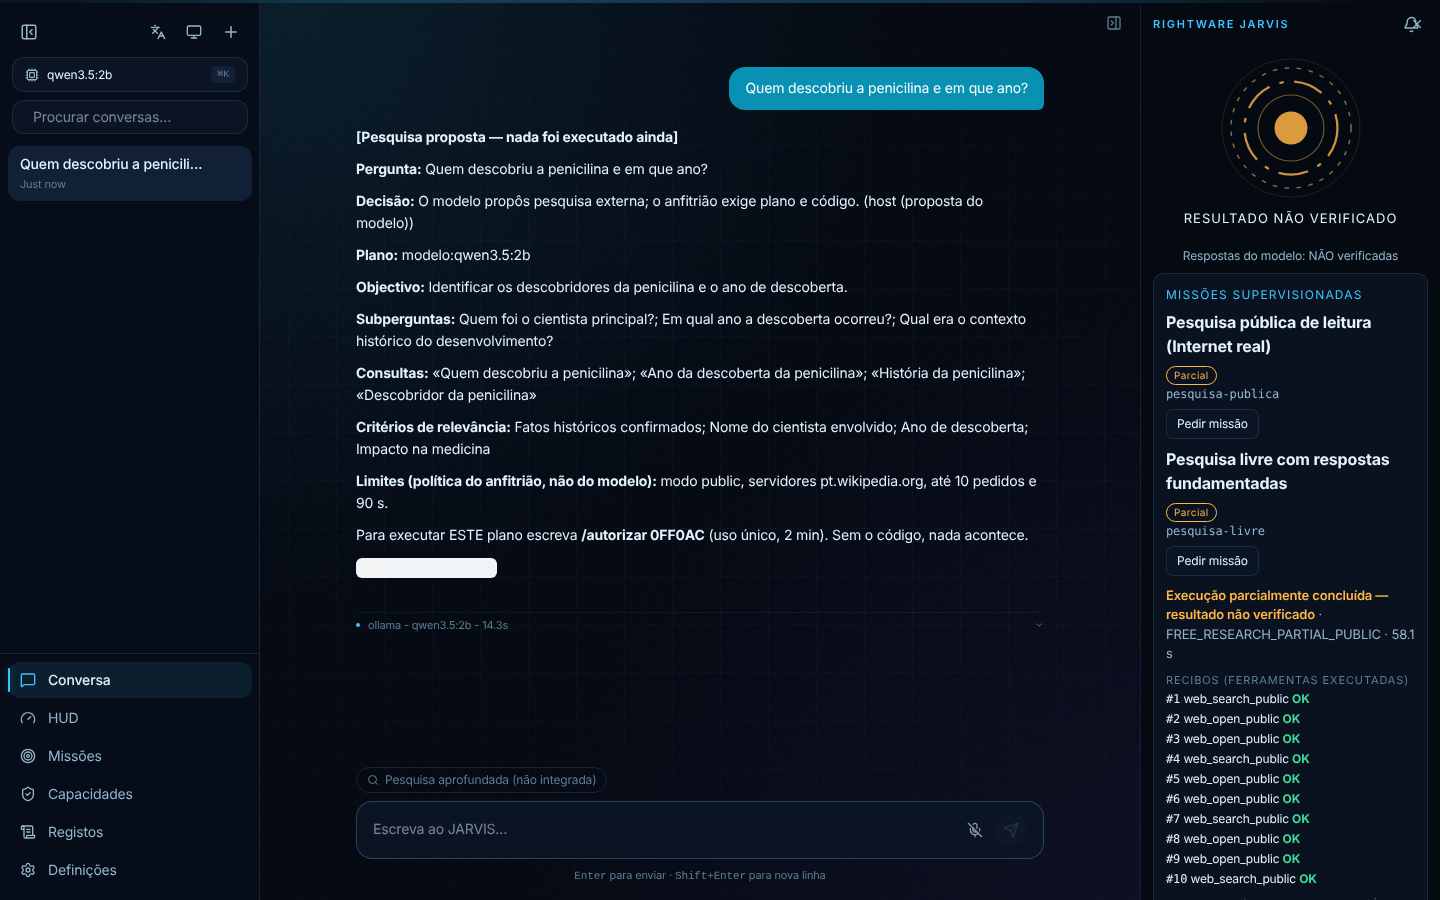 qwen3.5:2b
⌘K
Procurar conversas...
Quem descobriu a penicili...
Just now
Conversa
HUD
Missões
Capacidades
Registos
Definições
Quem descobriu a penicilina e em que ano?
[Pesquisa proposta — nada foi executado ainda]
Pergunta: Quem descobriu a penicilina e em que ano?
Decisão: O modelo propôs pesquisa externa; o anfitrião exige plano e código. (host (proposta do
modelo))
Plano: modelo:qwen3.5:2b
Objectivo: Identificar os descobridores da penicilina e o ano de descoberta.
Subperguntas: Quem foi o cientista principal?; Em qual ano a descoberta ocorreu?; Qual era o contexto
histórico do desenvolvimento?
Consultas: «Quem descobriu a penicilina»; «Ano da descoberta da penicilina»; «História da penicilina»;
«Descobridor da penicilina»
Critérios de relevância: Fatos históricos confirmados; Nome do cientista envolvido; Ano de descoberta;
Impacto na medicina
Limites (política do anfitrião, não do modelo): modo public, servidores pt.wikipedia.org, até 10 pedidos e
90 s.
Para executar ESTE plano escreva /autorizar 0FF0AC (uso único, 2 min). Sem o código, nada acontece.
ollama - qwen3.5:2b - 14.3s
Pesquisa aprofundada (não integrada)
Escreva ao JARVIS...
Enter para enviar · Shift+Enter para nova linha
RIGHTWARE JARVIS
RESULTADO NÃO VERIFICADO
Respostas do modelo: NÃO verificadas
MISSÕES SUPERVISIONADAS
Pesquisa pública de leitura
(Internet real)
Parcial
pesquisa-publica
Pedir missão
Pesquisa livre com respostas
fundamentadas
Parcial
pesquisa-livre
Pedir missão
Execução parcialmente concluída —
resultado não verificado ·
FREE_RESEARCH_PARTIAL_PUBLIC · 58.1
s
RECIBOS (FERRAMENTAS EXECUTADAS)
#1 web_search_public OK
#2 web_open_public OK
#3 web_open_public OK
#4 web_search_public OK
#5 web_open_public OK
#6 web_open_public OK
#7 web_search_public OK
#8 web_open_public OK
#9 web_open_public OK
#10 web_search_public OK